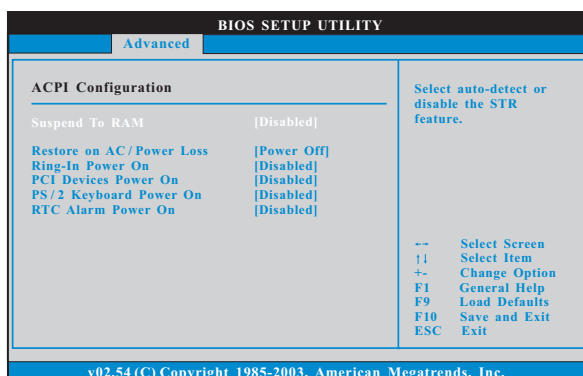 BIOS SETUP UTILITY
Advanced
ACPI Configuration
Suspend To RAM [Disabled]
Restore on AC / Power Loss [Power Off]
Ring-In Power On [Disabled]
PCI Devices Power On [Disabled]
PS / 2 Keyboard Power On [Disabled]
RTC Alarm Power On [Disabled]
Select auto-detect or
disable the STR
feature.
←→ Select Screen
↑↓ Select Item
+- Change Option
F1 General Help
F9 Load Defaults
F10 Save and Exit
ESC Exit
v02.54 (C) Copyright 1985-2003, American Megatrends, Inc.